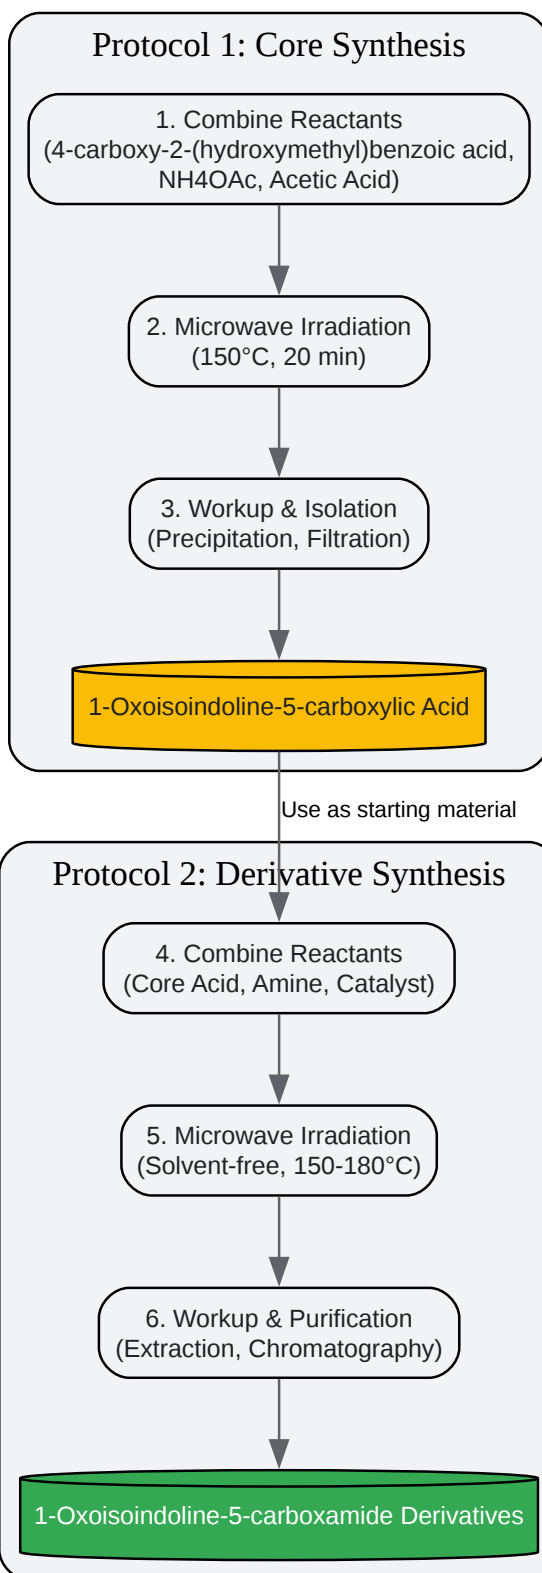 Protocol 1: Core Synthesis
1. Combine Reactants
(4-carboxy-2-(hydroxymethyl)benzoic acid,
NH4OAc, Acetic Acid)
2. Microwave Irradiation
(150°C, 20 min)
3. Workup & Isolation
(Precipitation, Filtration)
1-Oxoisoindoline-5-carboxylic Acid
Use as starting material
Protocol 2: Derivative Synthesis
4. Combine Reactants
(Core Acid, Amine, Catalyst)
5. Microwave Irradiation
(Solvent-free, 150-180°C)
6. Workup & Purification
(Extraction, Chromatography)
1-Oxoisoindoline-5-carboxamide Derivatives